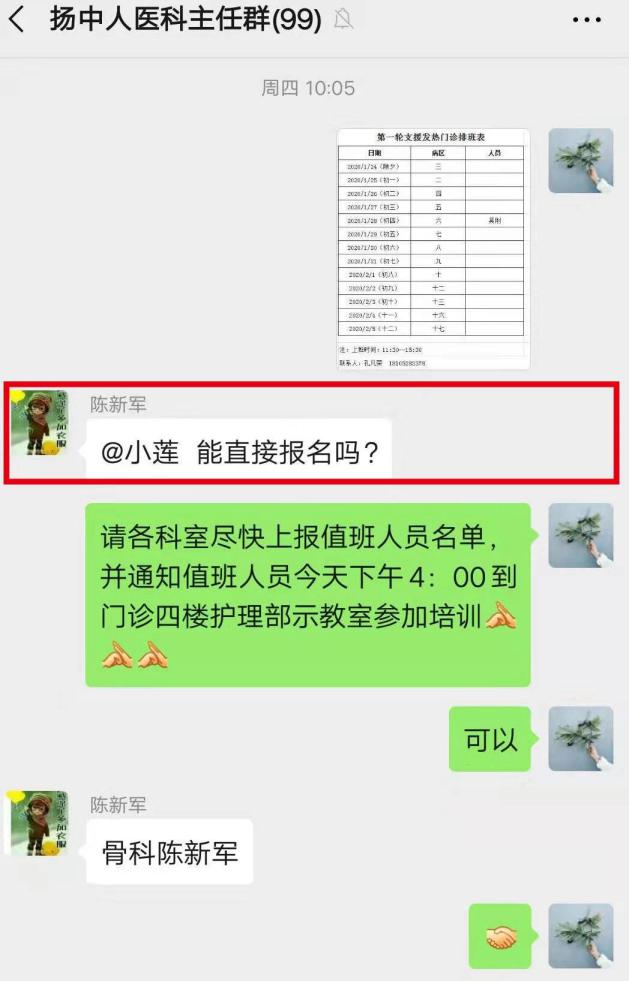 扬中人医科主任群(99)
周四 10:05
第一轮支援发热门诊排班表
日期 病区 人员
2020/1/24（除夕） 三
2020/1/25（初一） 二
2020/1/26（初二） 四
2020/1/27（初三） 五
2020/1/28（初四） 六
2020/1/29（初五） 七
2020/1/30（初六） 八
2020/1/31（初七） 九
2020/2/1（初八） 十
2020/2/2（初九） 十二
2020/2/3（初十） 十三
2020/2/4（十一） 十六
2020/2/5（十二） 十七
注：上班时间：11:30--15:30
联系人：
陈新军
@小莲 能直接报名吗？
请各科室尽快上报值班人员名单，
并通知值班人员今天下午4：00到
门诊四楼护理部示教室参加培训
可以
陈新军
骨科陈新军